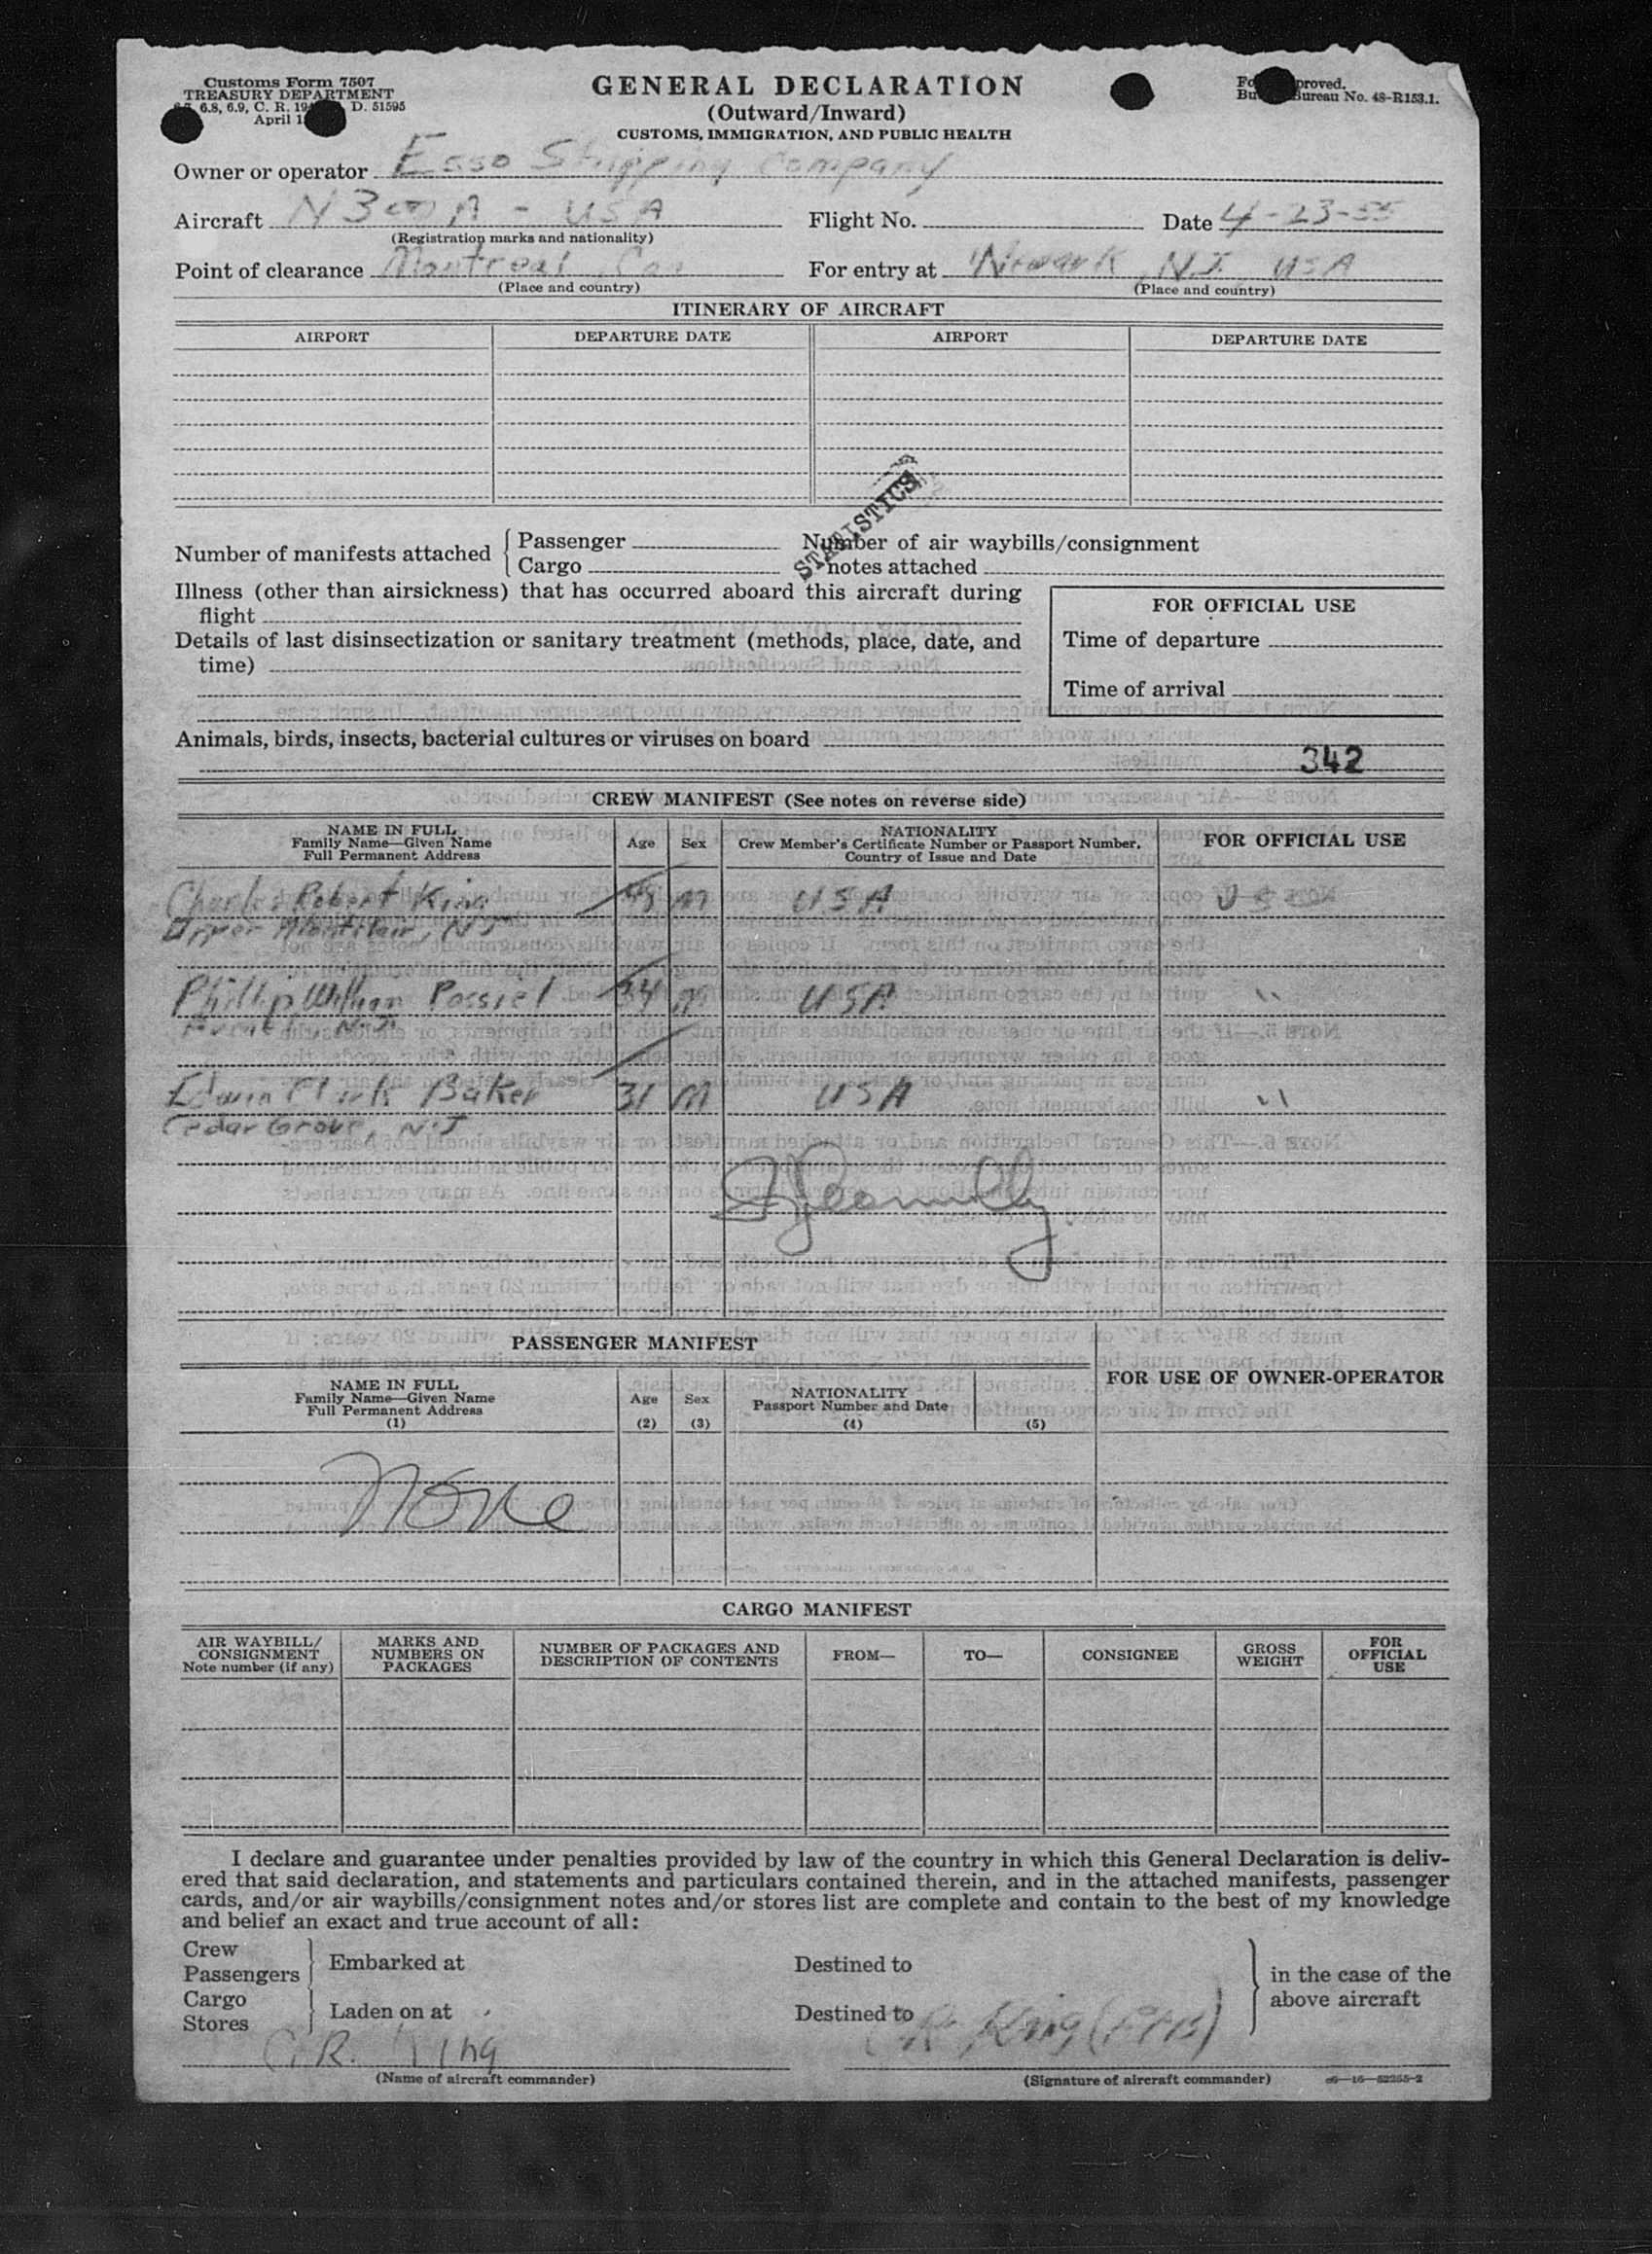 Customs Form 7507
TREASURY DEPARTMENT
6.8, 6.9, C. R. D. 51595
April
GENERAL DECLARATION
(Outward/Inward)
CUSTOMS, IMMIGRATION, AND PUBLIC HEALTH
Bureau No. 48-R153.1.
Owner or operator Esso Shipping Company
Aircraft N300A - USA Flight No. Date 4-23-55
(Registration marks and nationality)
Point of clearance Montreal, Can For entry at Newark, N.J. USA
(Place and country) (Place and country)
ITINERARY OF AIRCRAFT
AIRPORT DEPARTURE DATE AIRPORT DEPARTURE DATE
STATISTICS
Number of manifests attached Passenger Number of air waybills/consignment
Cargo notes attached
Illness (other than airsickness) that has occurred aboard this aircraft during
flight
Details of last disinsectization or sanitary treatment (methods, place, date, and
time)
FOR OFFICIAL USE
Time of departure
Time of arrival
Animals, birds, insects, bacterial cultures or viruses on board
342
CREW MANIFEST (See notes on reverse side)
NAME IN FULL
Family Name—Given Name
Full Permanent Address
Age Sex
NATIONALITY
Crew Member's Certificate Number or Passport Number,
Country of Issue and Date
FOR OFFICIAL USE
Charles Robert King M USA
Upper Montclair, NJ
Phillip William Possiel 34 M USA "
N.J.
Edwin Clark Baker 31 M USA "
Cedar Grove, N.J
PASSENGER MANIFEST
NAME IN FULL
Family Name—Given Name
Full Permanent Address
(1)
Age
(2)
Sex
(3)
NATIONALITY
Passport Number and Date
(4) (5)
FOR USE OF OWNER-OPERATOR
None
CARGO MANIFEST
AIR WAYBILL/
CONSIGNMENT
Note number (if any)
MARKS AND
NUMBERS ON
PACKAGES
NUMBER OF PACKAGES AND
DESCRIPTION OF CONTENTS
FROM—
TO—
CONSIGNEE
GROSS
WEIGHT
FOR
OFFICIAL
USE
I declare and guarantee under penalties provided by law of the country in which this General Declaration is deliv-
ered that said declaration, and statements and particulars contained therein, and in the attached manifests, passenger
cards, and/or air waybills/consignment notes and/or stores list are complete and contain to the best of my knowledge
and belief an exact and true account of all:
Crew
Passengers Embarked at Destined to
Cargo
Stores Laden on at Destined to
in the case of the
above aircraft
C.R. King CR King
(Name of aircraft commander) (Signature of aircraft commander)